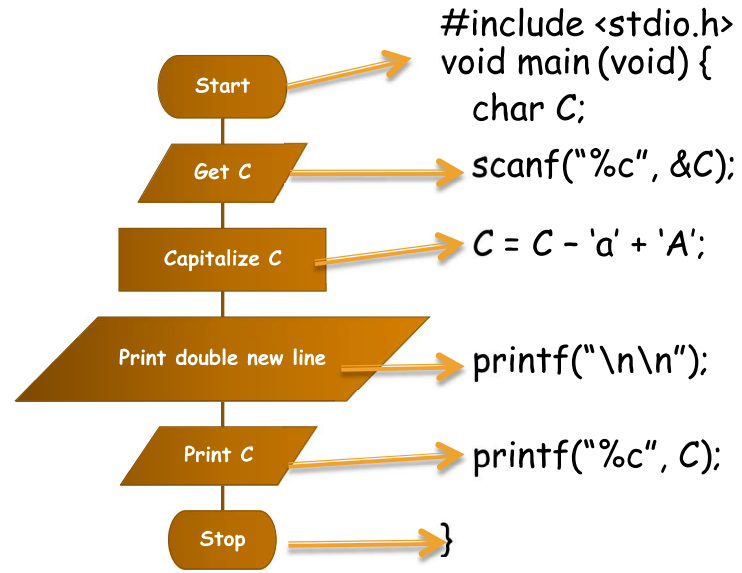 Start
#include <stdio.h>
void main (void) {
char C;
Get C
scanf(“%c”, &C);
Capitalize C
C = C – ‘a’ + ‘A’;
Print double new line
printf(“\n\n”);
Print C
printf(“%c”, C);
Stop
}